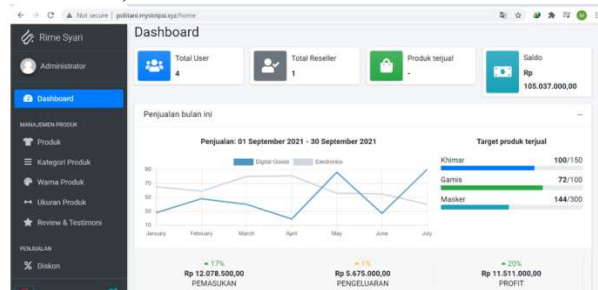 Not secure | politani.myskripsi.xyz/home
Rime Syari
Administrator
Dashboard
MANAJEMEN PRODUK
Produk
Kategori Produk
Warna Produk
Ukuran Produk
Review & Testimoni
PENJUALAN
Diskon
Dashboard
Total User
4
Total Reseller
1
Produk terjual
-
Saldo
Rp
105.037.000,00
Penjualan bulan ini
Penjualan: 01 September 2021 - 30 September 2021
Digital Goods Electronics
90
70
50
30
10
January February March April May June July
Target produk terjual
Khimar 100/150
Gamis 72/100
Masker 144/300
17%
Rp 12.078.500,00
PEMASUKAN
1%
Rp 5.675.000,00
PENGELUARAN
20%
Rp 11.511.000,00
PROFIT